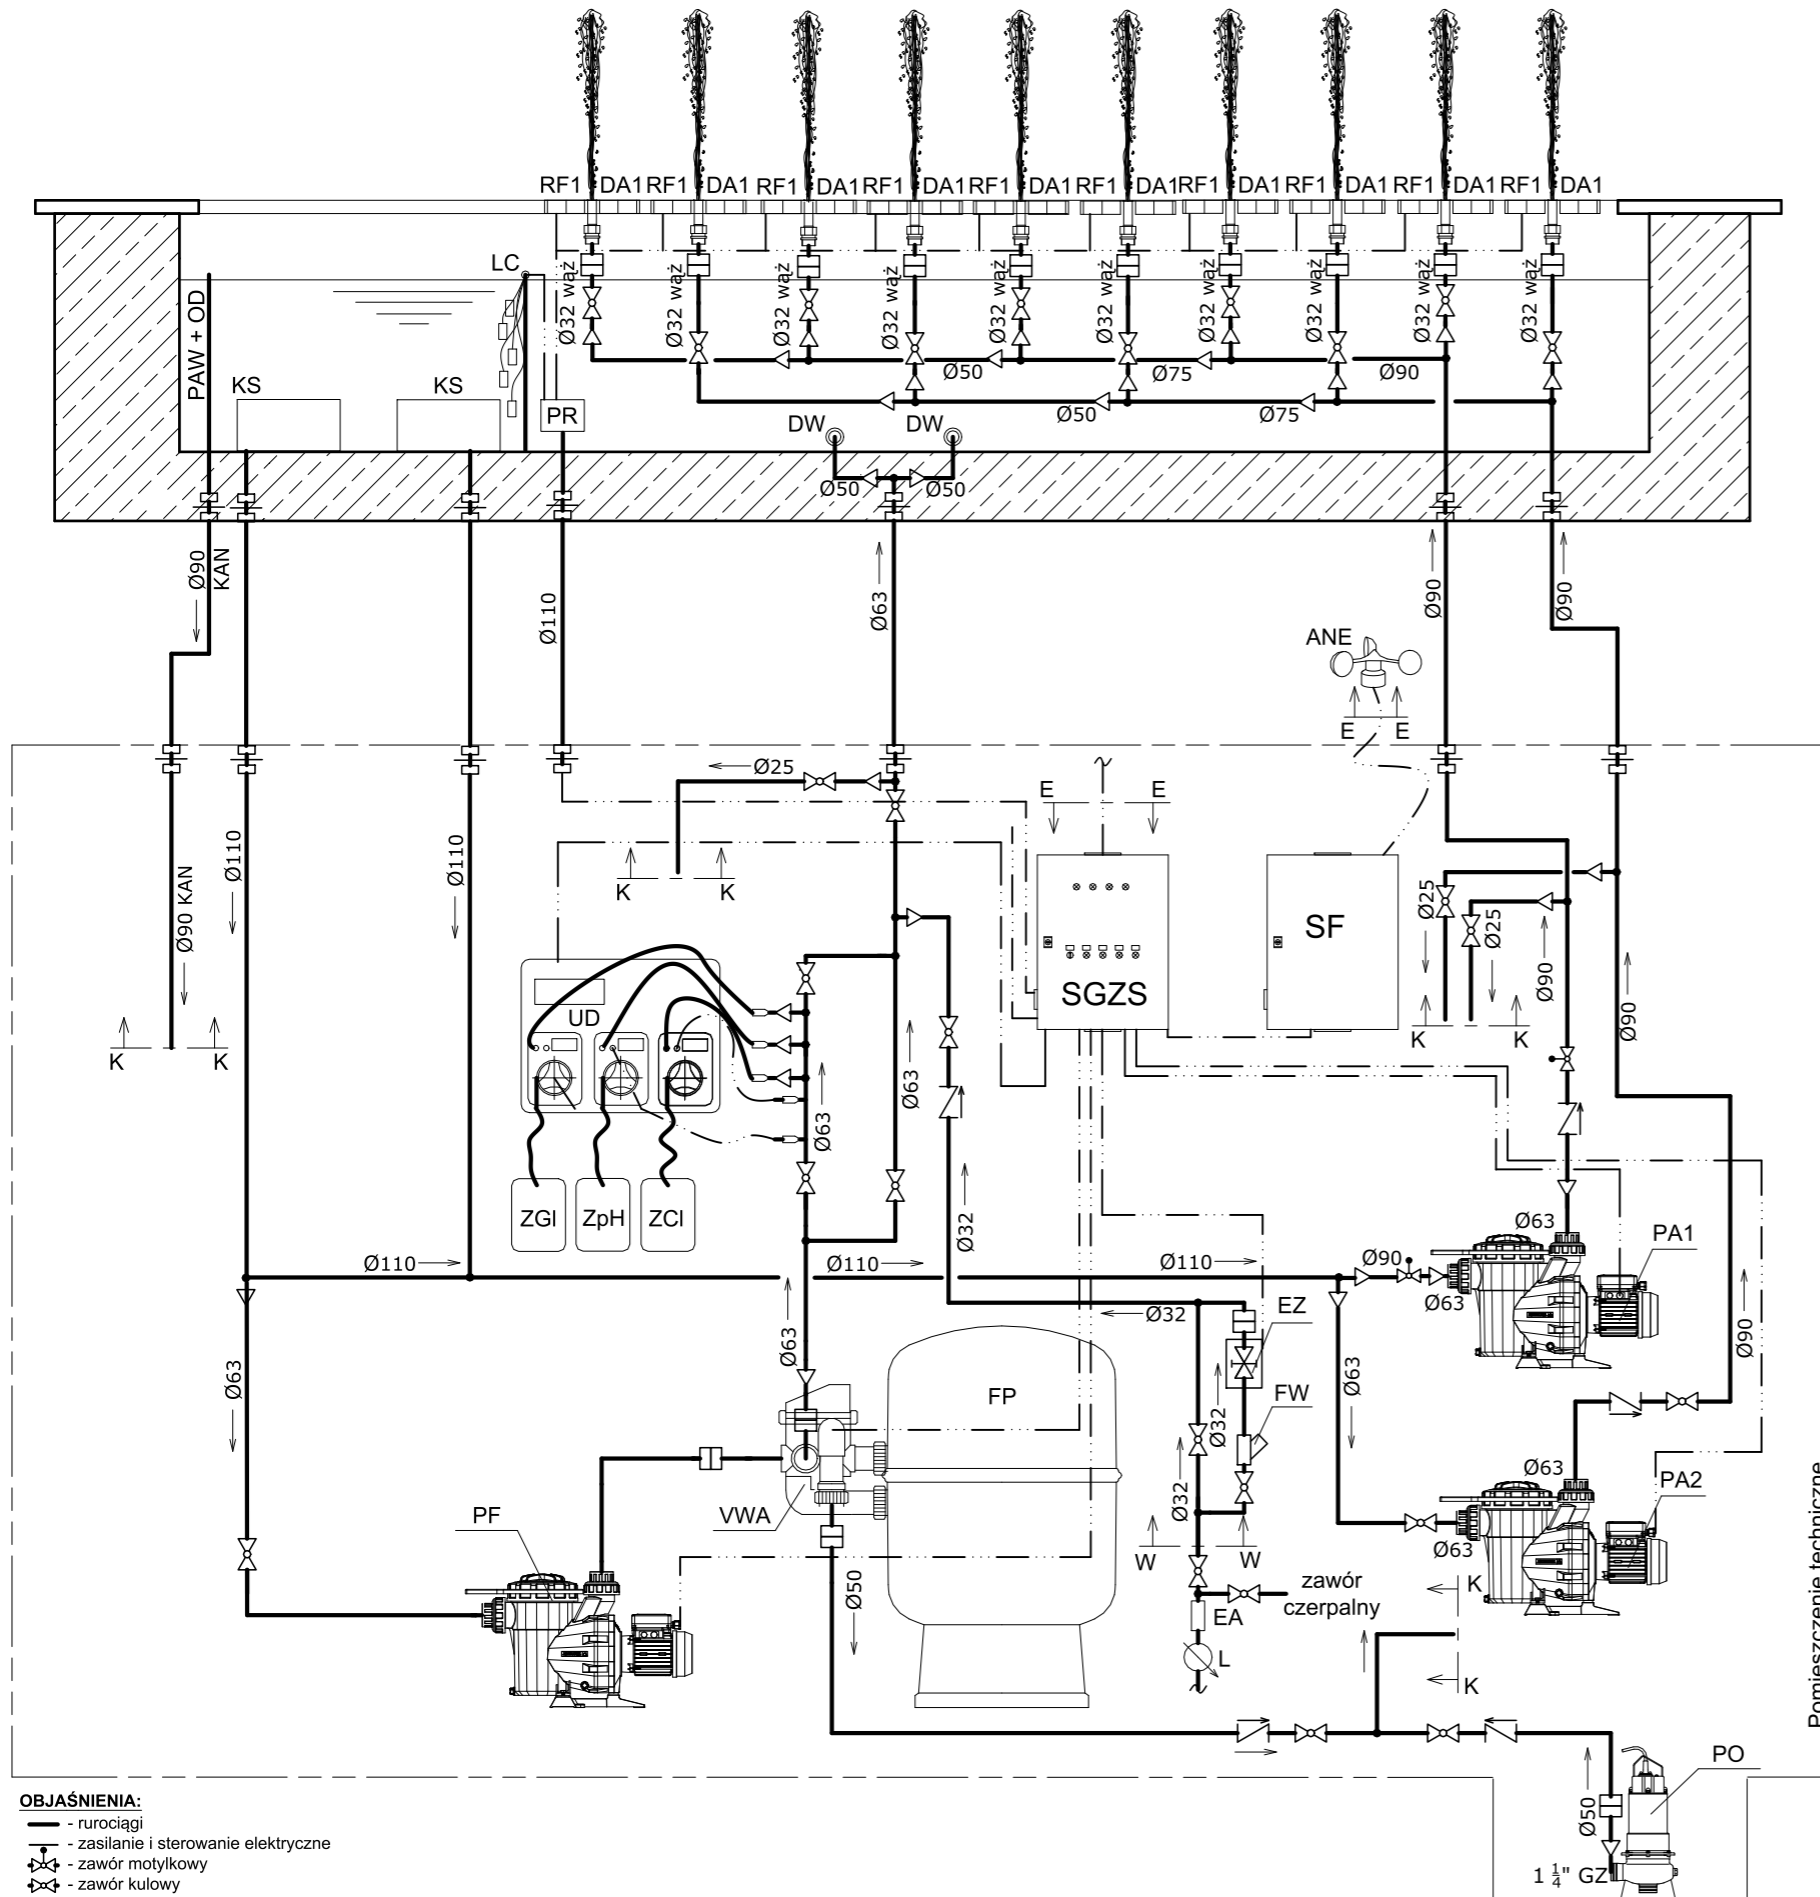 RF1 DA1 RF1 DA1 RF1 DA1 RF1 DA1 RF1 DA1 RF1 DA1 RF1 DA1 RF1 DA1 RF1 DA1 RF1 DA1
LC
PAW + OD
Ø32 wąż
Ø32 wąż
Ø32 wąż
Ø32 wąż
Ø32 wąż
Ø32 wąż
Ø32 wąż
Ø32 wąż
Ø32 wąż
Ø32 wąż
Ø50
Ø75
Ø90
KS
KS
PR
Ø50
Ø75
DW
DW
Ø50
Ø50
Ø90
KAN
Ø110
Ø63
Ø90
Ø90
ANE
E
E
Ø25
E
E
Ø110
Ø110
K
K
Ø90 KAN
SGZS
SF
Ø25
Ø25
Ø90
Ø90
K
K
K
K
UD
Ø63
Ø63
Ø32
ZGl
ZpH
ZCl
Ø110
Ø110
Ø110
Ø90
Ø63
Ø63
PA1
Ø32
EZ
Ø63
Ø63
FP
Ø32
FW
Ø63
Ø90
Ø32
PF
VWA
Ø63
Ø63
PA2
W
W
zawór
czerpalny
EA
L
K
K
Ø50
Pomieszczenie techniczne
PO
Ø50
1 1/4" GZ
OBJAŚNIENIA:
- rurociągi
- zasilanie i sterowanie elektryczne
- zawór motylkowy
- zawór kulowy